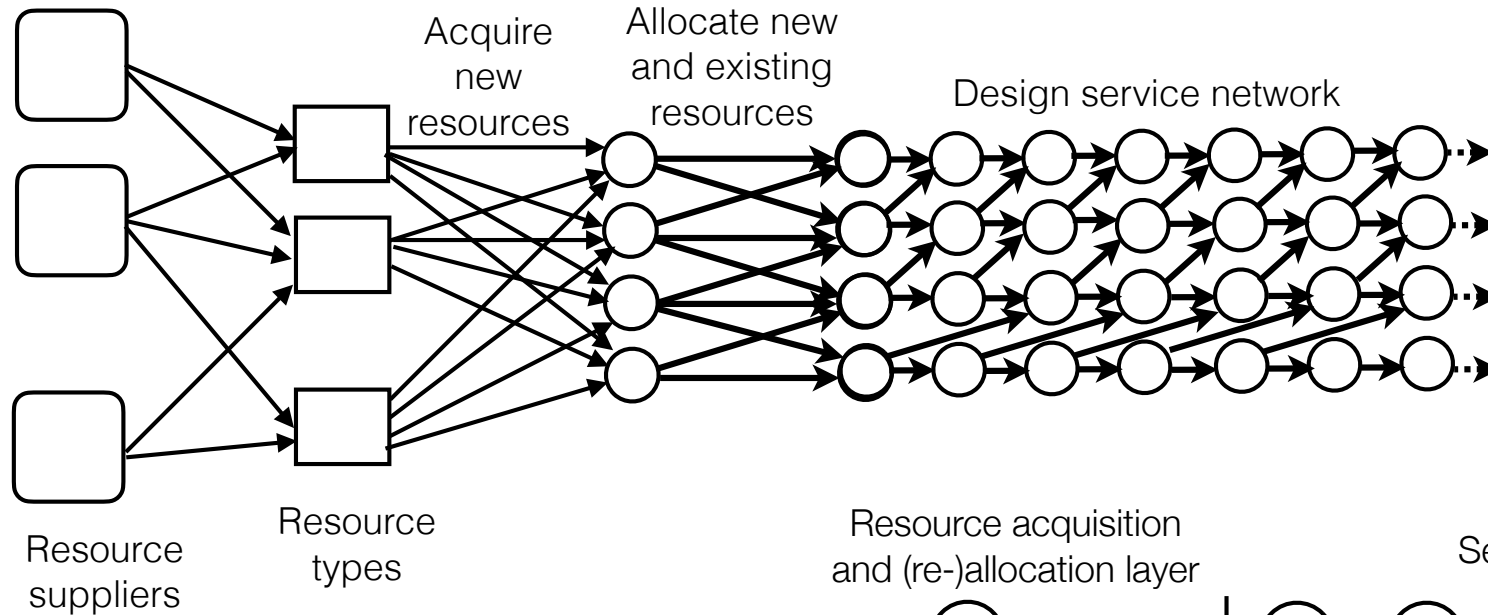 Acquire
new
resources
Allocate new
and existing
resources
Design service network
Resource
suppliers
Resource
types
Resource acquisition
and (re-)allocation layer